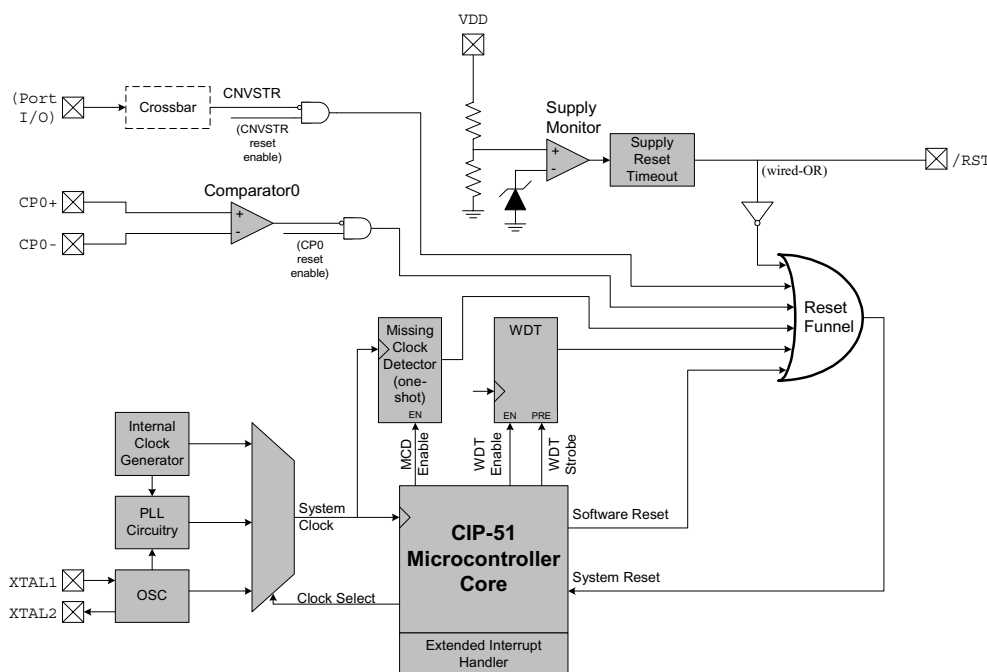 VDD
(Port
I/O)
Crossbar
CNVSTR
(CNVSTR
reset
enable)
Supply
Monitor
+
-
Supply
Reset
Timeout
(wired-OR)
/RST
CP0+
CP0-
Comparator0
+
-
(CP0
reset
enable)
Reset
Funnel
Missing
Clock
Detector
(one-
shot)
EN
WDT
EN
PRE
MCD
Enable
WDT
Enable
WDT
Strobe
Internal
Clock
Generator
PLL
Circuitry
OSC
XTAL1
XTAL2
System
Clock
Clock Select
CIP-51
Microcontroller
Core
Software Reset
System Reset
Extended Interrupt
Handler